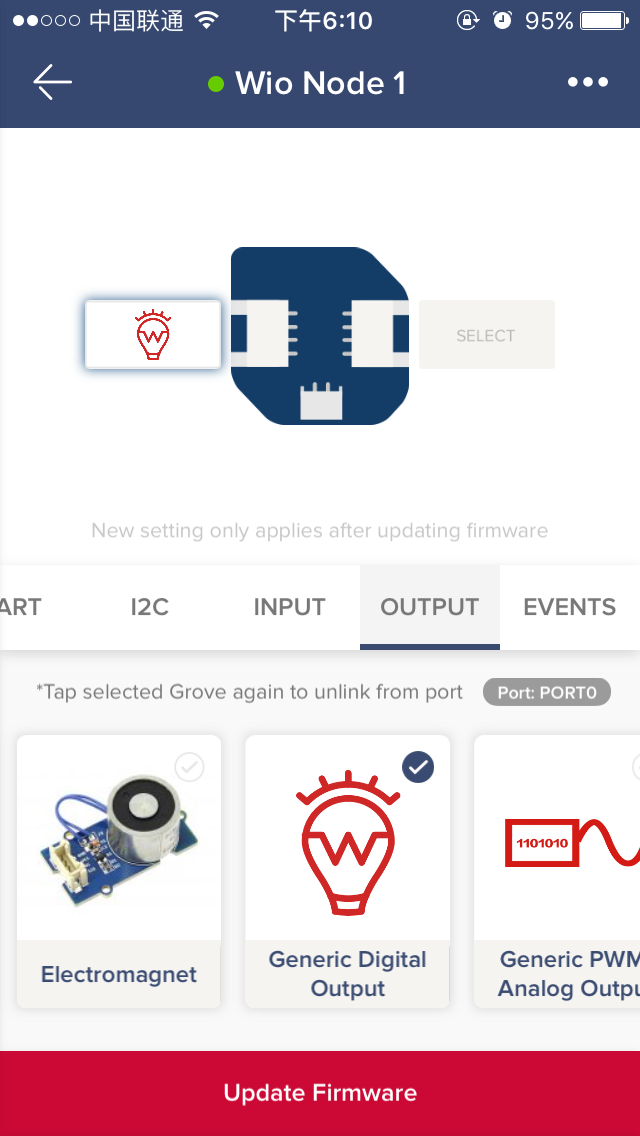 中国联通 下午6:10 95%
Wio Node 1
SELECT
New setting only applies after updating firmware
ART I2C INPUT OUTPUT EVENTS
*Tap selected Grove again to unlink from port Port: PORT0
1101010
Electromagnet
Generic Digital
Output
Generic PWM
Analog Outpu
Update Firmware